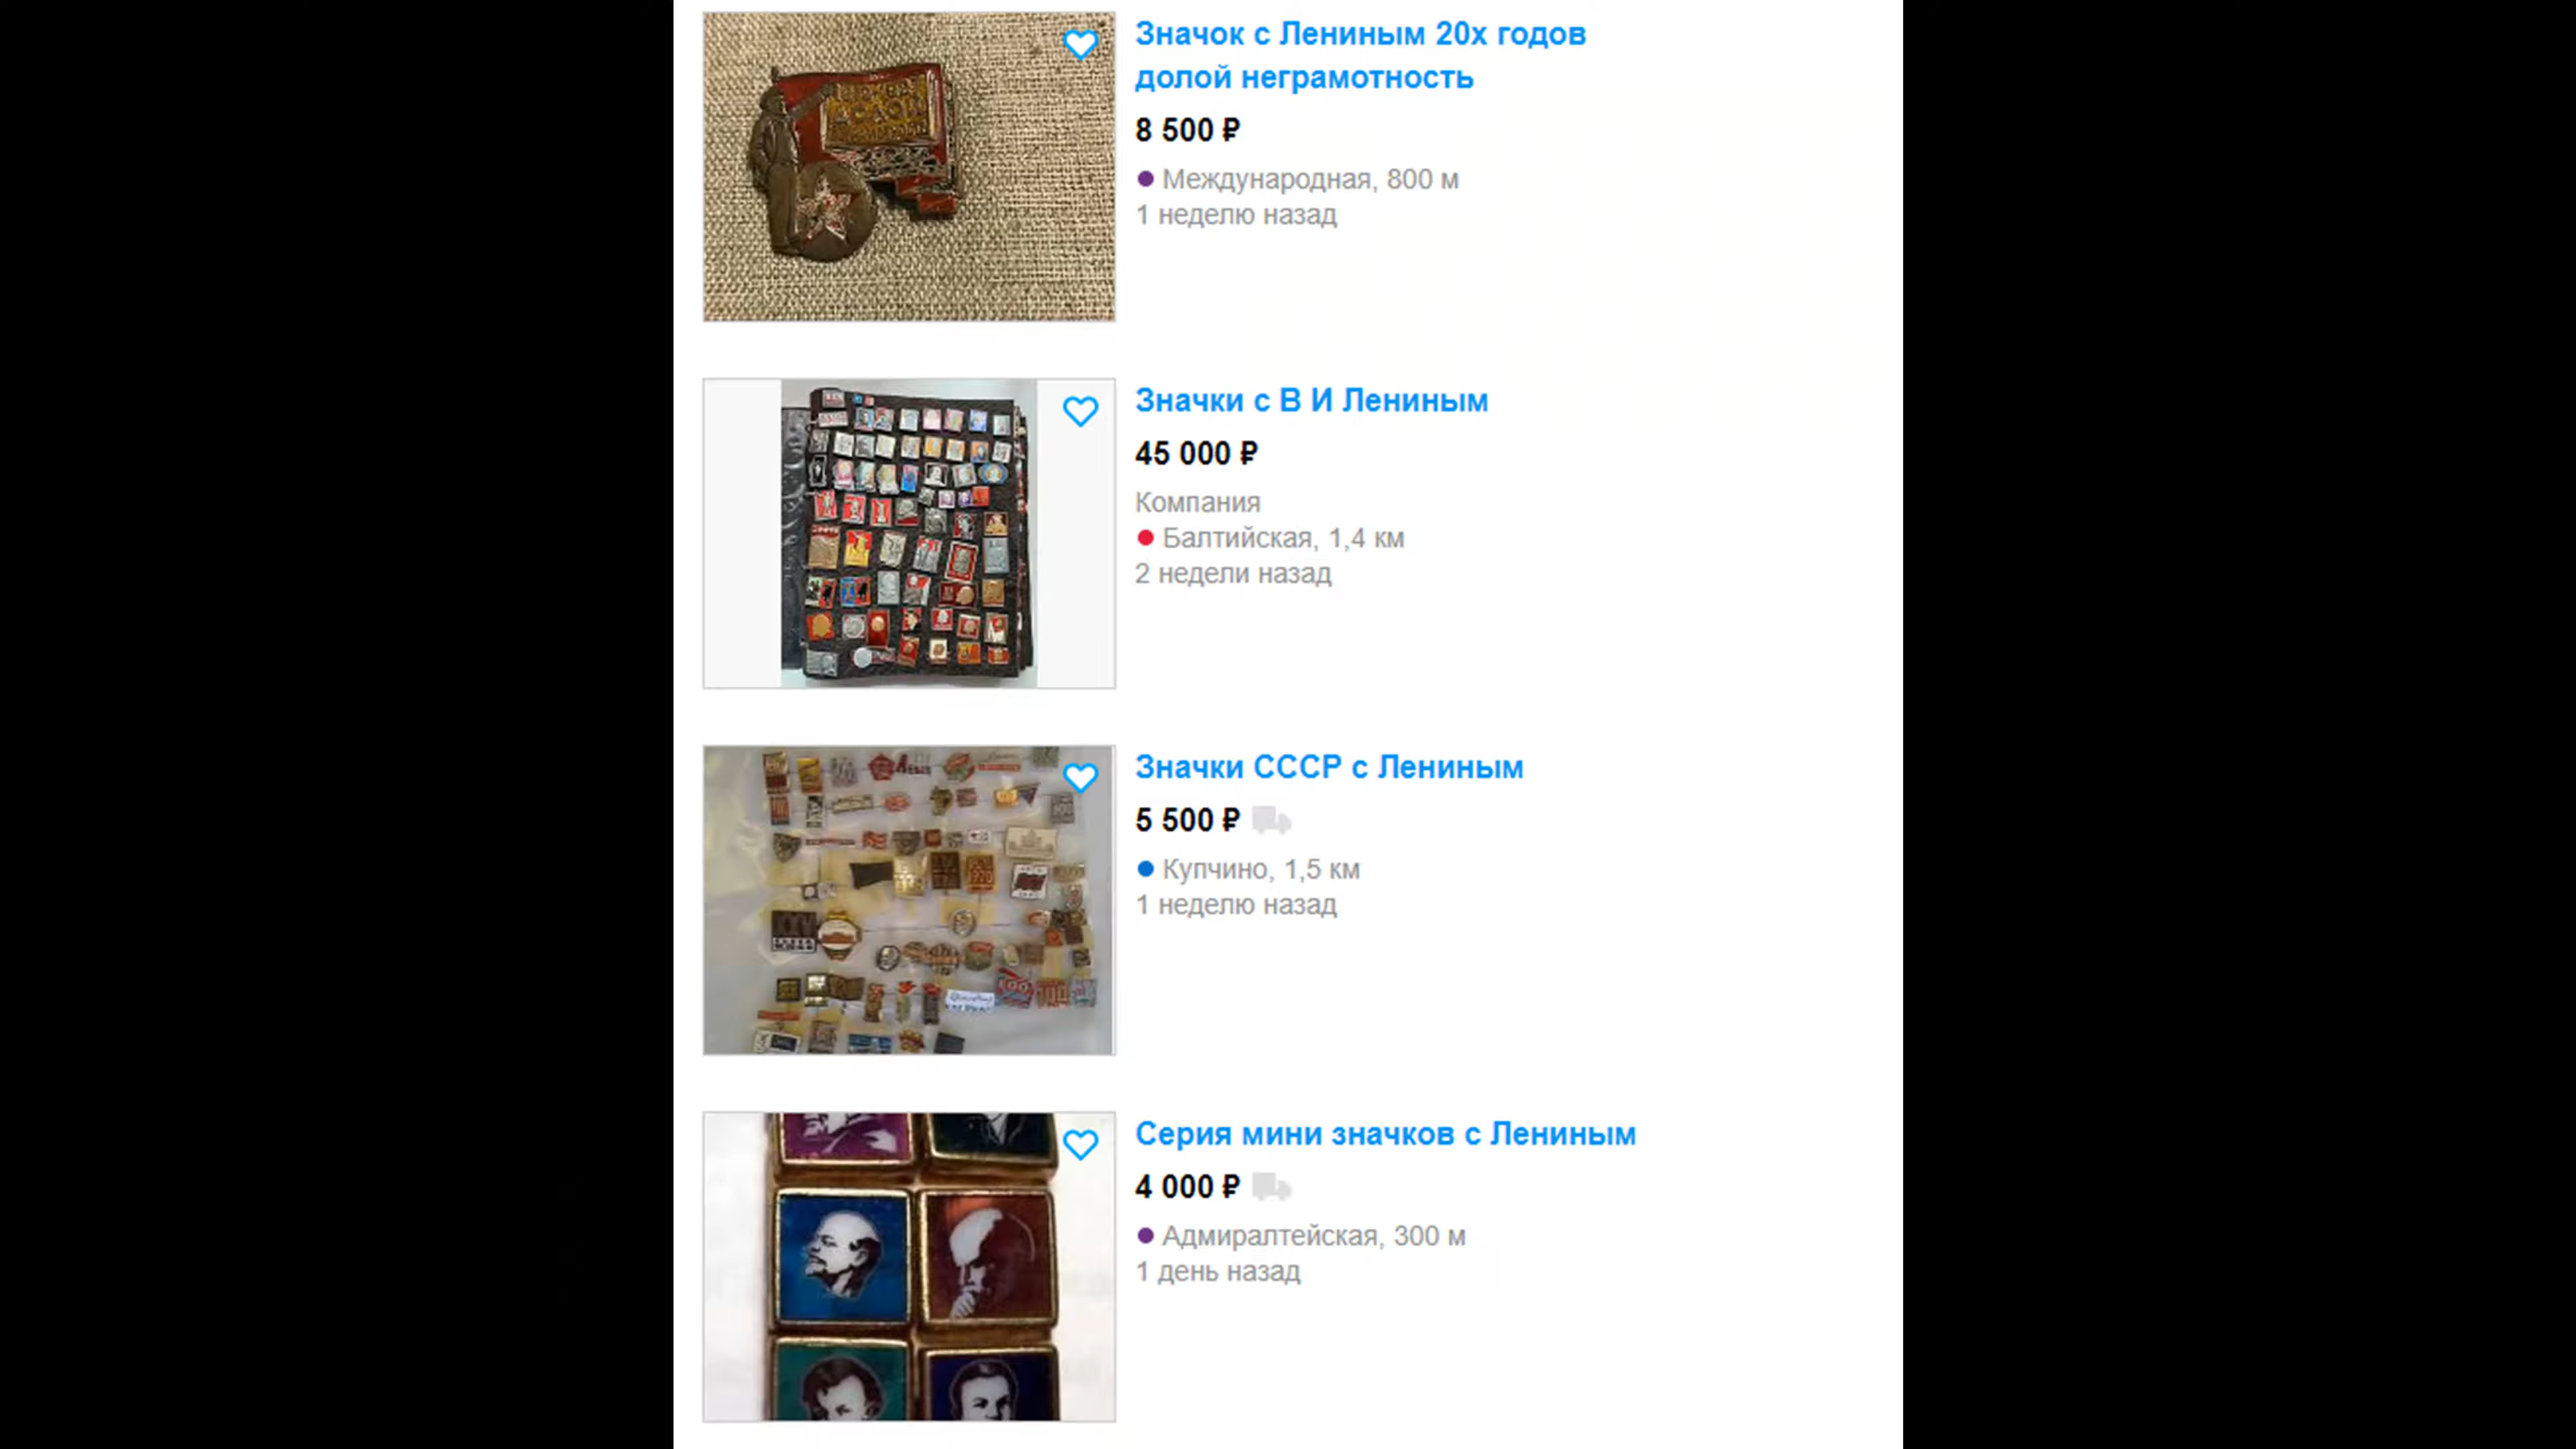 Значок с Лениным 20х годов
долой неграмотность
8 500 ₽
Международная, 800 м
1 неделю назад
Значки с В И Лениным
45 000 ₽
Компания
Балтийская, 1,4 км
2 недели назад
Значки СССР с Лениным
5 500 ₽
Купчино, 1,5 км
1 неделю назад
Серия мини значков с Лениным
4 000 ₽
Адмиралтейская, 300 м
1 день назад